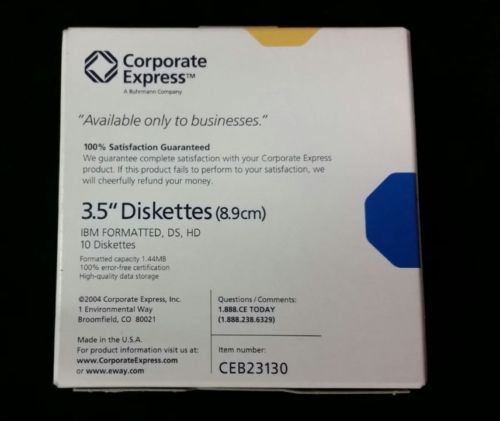 Corporate
Express™
A Buhrmann Company
"Available only to businesses."
100% Satisfaction Guaranteed
We guarantee complete satisfaction with your Corporate Express
product. If this product fails to perform to your satisfaction, we
will cheerfully refund your money.
3.5" Diskettes (8.9cm)
IBM FORMATTED, DS, HD
10 Diskettes
Formatted capacity 1.44MB
100% error-free certification
High-quality data storage
©2004 Corporate Express, Inc.
1 Environmental Way
Broomfield, CO 80021
Questions / Comments:
1.888.CE TODAY
(1.888.238.6329)
Made in the U.S.A.
For product information visit us at:
www.CorporateExpress.com
or www.eway.com
Item number:
CEB23130